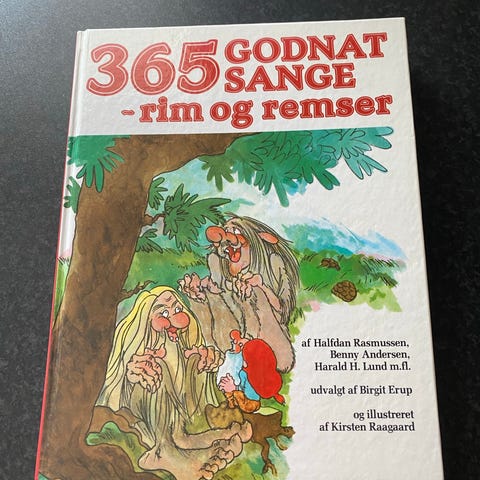 365 GODNAT
SANGE
- rim og remser
af Halfdan Rasmussen,
Benny Andersen,
Harald H. Lund m.fl.
udvalgt af Birgit Erup
og illustreret
af Kirsten Raagaard